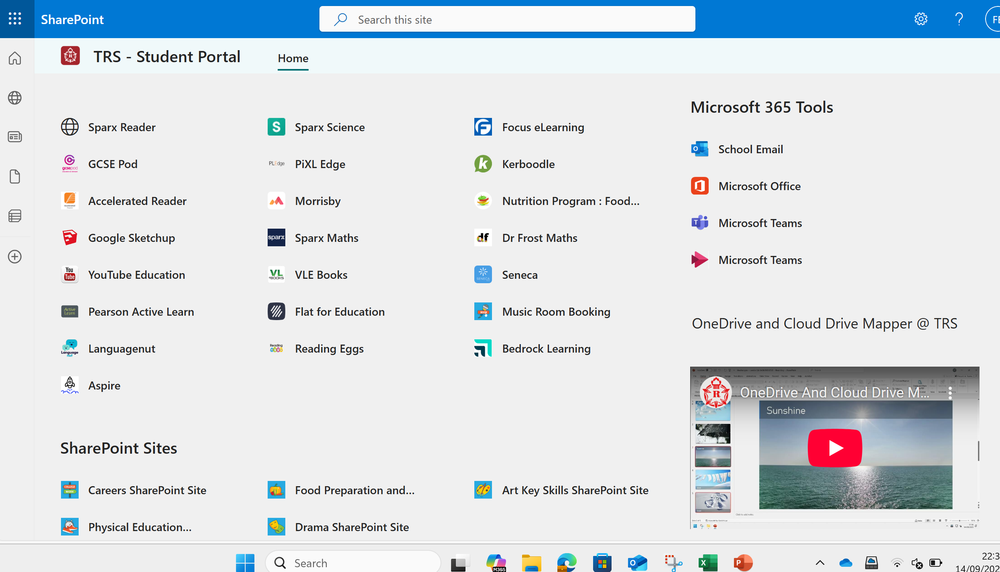 SharePoint
Search this site
FE
TRS - Student Portal
Home
Sparx Reader
Sparx Science
Focus eLearning
GCSE Pod
PiXL Edge
Kerboodle
Accelerated Reader
Morrisby
Nutrition Program : Food...
Google Sketchup
Sparx Maths
Dr Frost Maths
YouTube Education
VLE Books
Seneca
Pearson Active Learn
Flat for Education
Music Room Booking
Languagenut
Reading Eggs
Bedrock Learning
Aspire
Microsoft 365 Tools
School Email
Microsoft Office
Microsoft Teams
Microsoft Teams
OneDrive and Cloud Drive Mapper @ TRS
OneDrive And Cloud Drive M...
Sunshine
SharePoint Sites
Careers SharePoint Site
Food Preparation and...
Art Key Skills SharePoint Site
Physical Education...
Drama SharePoint Site
Search
M365
22:3
14/09/202